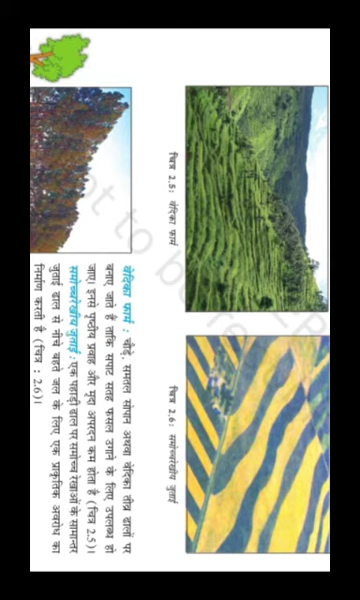 चित्र 2.5: वेदिका फार्म
चित्र 2.6: समोच्चरेखीय जुताई
वेदिका फार्म : चौड़े, समतल सोपान अथवा वेदिका तीव्र ढालों पर
बनाए जाते हैं ताकि सपाट सतह फसल उगाने के लिए उपलब्ध हो
जाए। इनसे पृष्ठीय प्रवाह और मृदा अपरदन कम होता है (चित्र 2.5)।
समोच्चरेखीय जुताई : एक पहाड़ी ढाल पर समोच्च रेखाओं के समान्तर
जुताई ढाल से नीचे बहते जल के लिए एक प्राकृतिक अवरोध का
निर्माण करती है (चित्र : 2.6)।